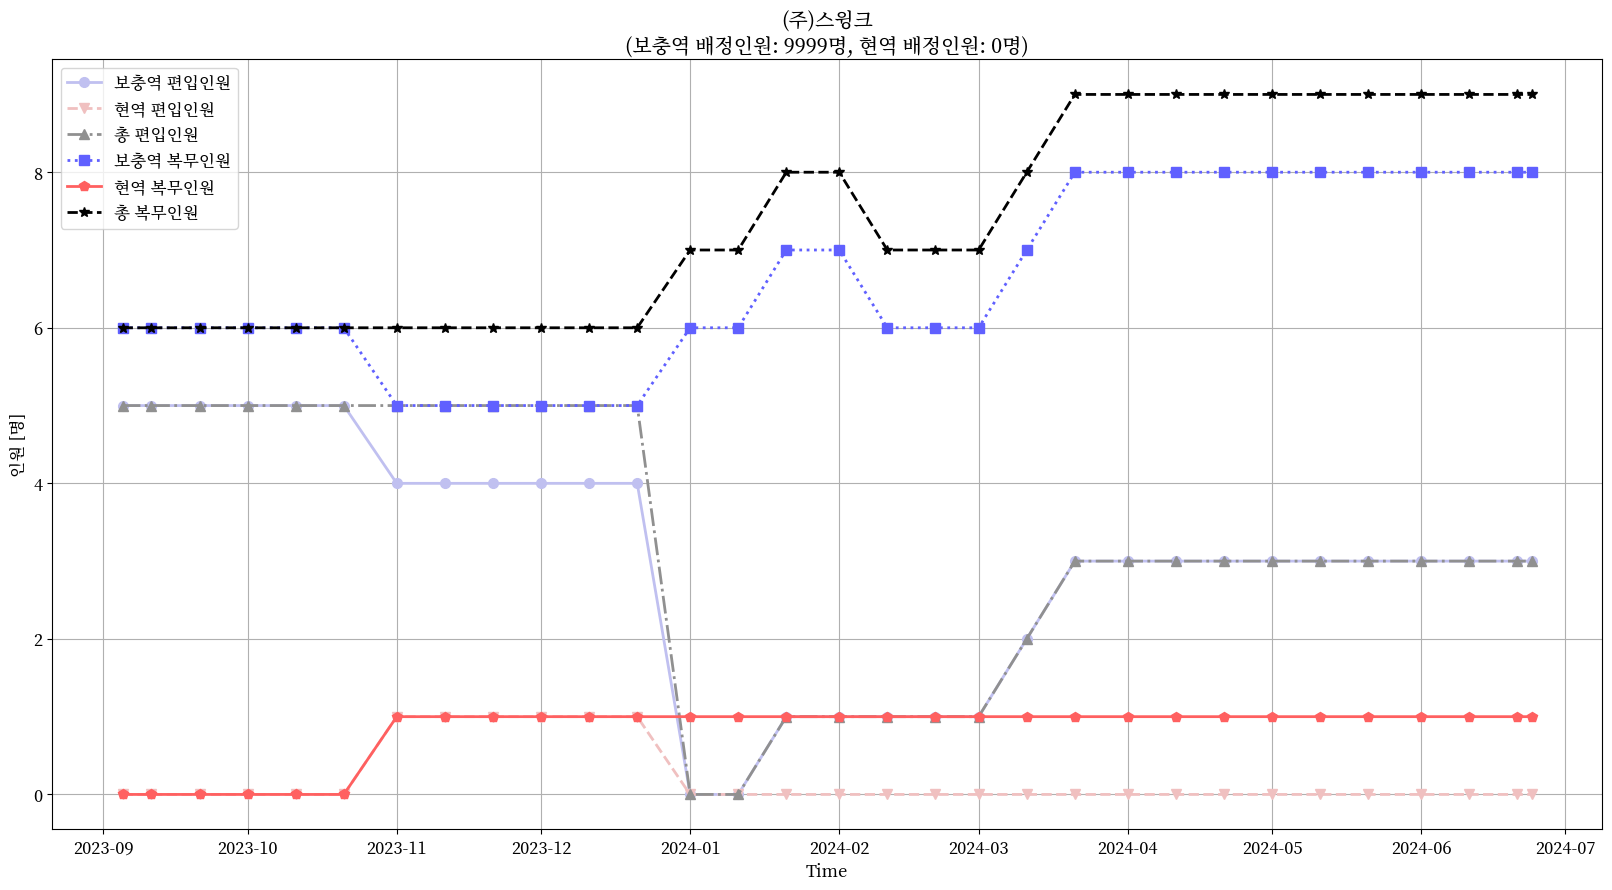 (주)스윙크
(보충역 배정인원: 9999명, 현역 배정인원: 0명)
보충역 편입인원
현역 편입인원
총 편입인원
보충역 복무인원
현역 복무인원
총 복무인원
인원 [명]
8
6
4
2
0
2023-09
2023-10
2023-11
2023-12
2024-01
2024-02
2024-03
2024-04
2024-05
2024-06
2024-07
Time